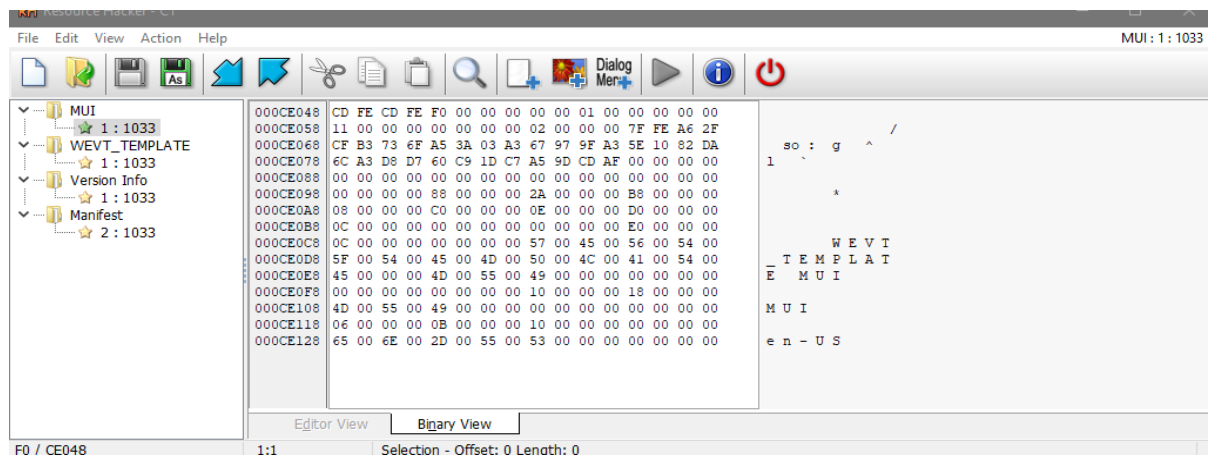 Resource Hacker - CT
File Edit View Action Help MUI : 1 : 1033
As
Dialog
Menu
MUI
1 : 1033
WEVT_TEMPLATE
1 : 1033
Version Info
1 : 1033
Manifest
2 : 1033
000CE048 CD FE CD FE F0 00 00 00 00 00 01 00 00 00 00 00
000CE058 11 00 00 00 00 00 00 00 02 00 00 00 7F FE A6 2F /
000CE068 CF B3 73 6F A5 3A 03 A3 67 97 9F A3 5E 10 82 DA so : g ^
000CE078 6C A3 D8 D7 60 C9 1D C7 A5 9D CD AF 00 00 00 00 l `
000CE088 00 00 00 00 00 00 00 00 00 00 00 00 00 00 00 00
000CE098 00 00 00 00 88 00 00 00 2A 00 00 00 B8 00 00 00 *
000CE0A8 08 00 00 00 C0 00 00 00 0E 00 00 00 D0 00 00 00
000CE0B8 0C 00 00 00 00 00 00 00 00 00 00 00 E0 00 00 00
000CE0C8 0C 00 00 00 00 00 00 00 57 00 45 00 56 00 54 00 W E V T
000CE0D8 5F 00 54 00 45 00 4D 00 50 00 4C 00 41 00 54 00 _ T E M P L A T
000CE0E8 45 00 00 00 4D 00 55 00 49 00 00 00 00 00 00 00 E M U I
000CE0F8 00 00 00 00 00 00 00 00 10 00 00 00 18 00 00 00
000CE108 4D 00 55 00 49 00 00 00 00 00 00 00 00 00 00 00 M U I
000CE118 06 00 00 00 0B 00 00 00 10 00 00 00 00 00 00 00
000CE128 65 00 6E 00 2D 00 55 00 53 00 00 00 00 00 00 00 e n - U S
Editor View Binary View
F0 / CE048 1:1 Selection - Offset: 0 Length: 0